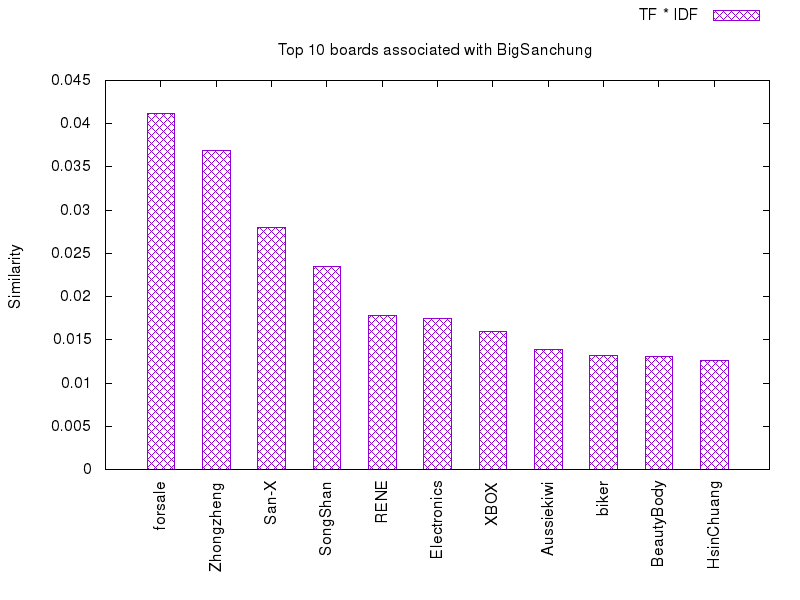 TF * IDF
Top 10 boards associated with BigSanchung
0.045
0.04
0.035
0.03
0.025
0.02
0.015
0.01
0.005
0
Similarity
forsale
Zhongzheng
San-X
SongShan
RENE
Electronics
XBOX
Aussiekiwi
biker
BeautyBody
HsinChuang